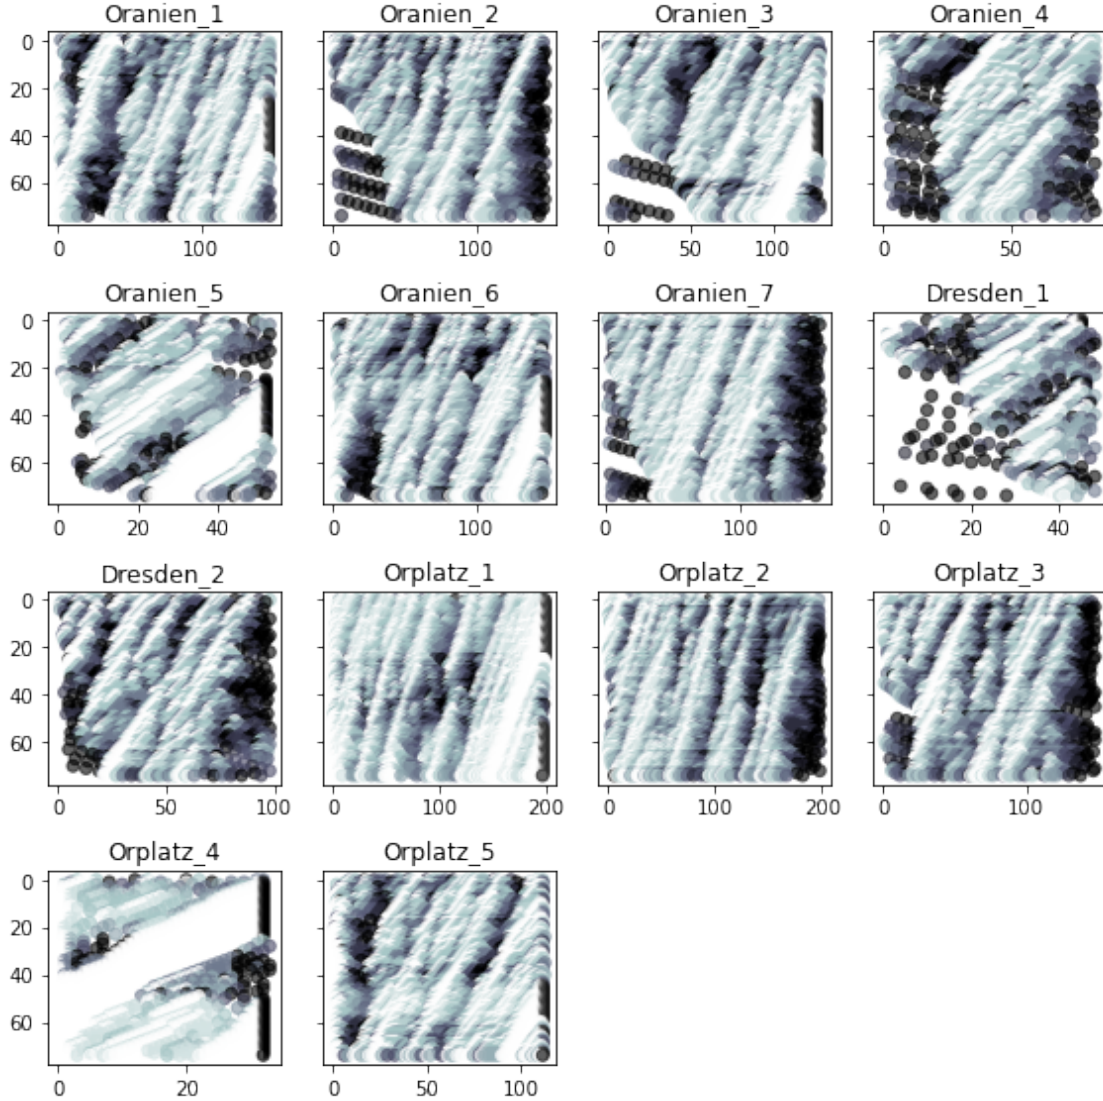 Oranien_1 Oranien_2 Oranien_3 Oranien_4
0
20
40
60
0 100 0 100 0 50 100 0 50
Oranien_5 Oranien_6 Oranien_7 Dresden_1
0
20
40
60
0 20 40 0 100 0 100 0 20 40
Dresden_2 Orplatz_1 Orplatz_2 Orplatz_3
0
20
40
60
0 50 100 0 100 200 0 100 200 0 100
Orplatz_4 Orplatz_5
0
20
40
60
0 20 0 50 100